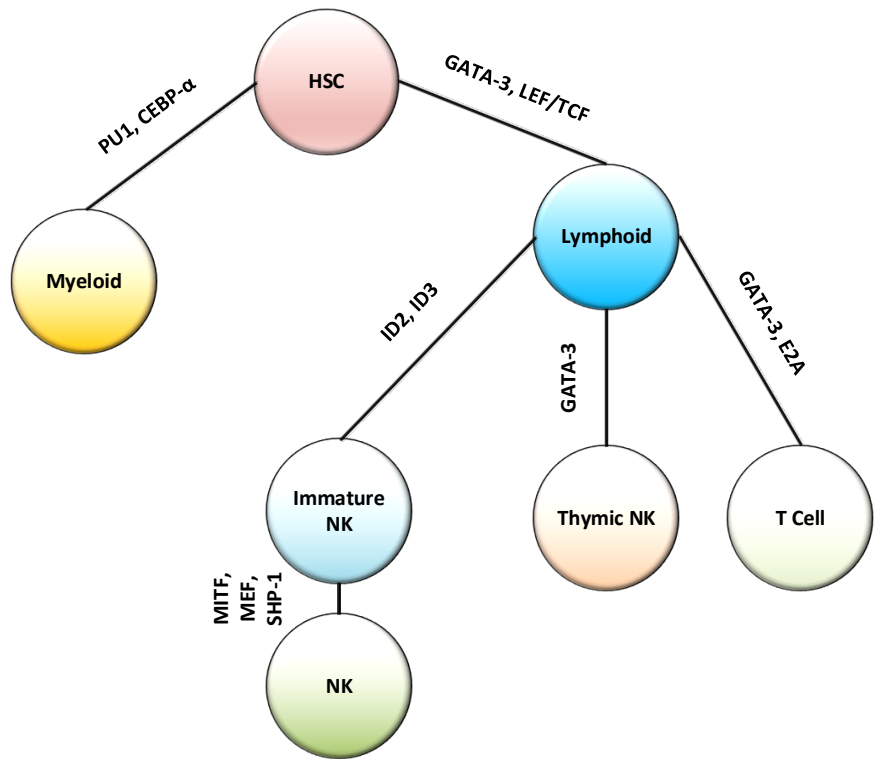 HSC
PU1, CEBP-α
GATA-3, LEF/TCF
Myeloid
Lymphoid
ID2, ID3
GATA-3
GATA-3, E2A
Immature
NK
Thymic NK
T Cell
MITF,
MEF,
SHP-1
NK